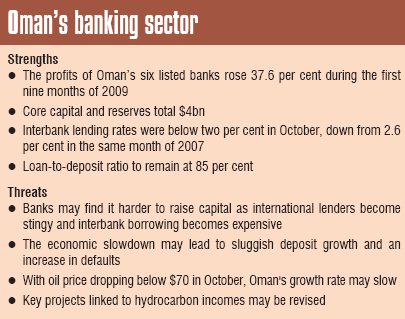 Oman's banking sector
Strengths
● The profits of Oman's six listed banks rose 37.6 per cent during the first
nine months of 2009
● Core capital and reserves total $4bn
● Interbank lending rates were below two per cent in October, down from 2.6
per cent in the same month of 2007
● Loan-to-deposit ratio to remain at 85 per cent
Threats
● Banks may find it harder to raise capital as international lenders become
stingy and interbank borrowing becomes expensive
● The economic slowdown may lead to sluggish deposit growth and an
increase in defaults
● With oil price dropping below $70 in October, Oman's growth rate may slow
● Key projects linked to hydrocarbon incomes may be revised